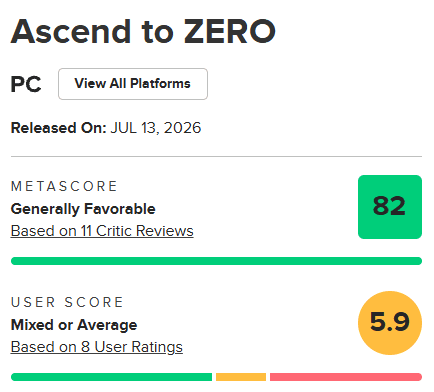 Ascend to ZERO
PC View All Platforms
Released On: JUL 13, 2026
METASCORE
Generally Favorable
Based on 11 Critic Reviews
82
USER SCORE
Mixed or Average
Based on 8 User Ratings
5.9